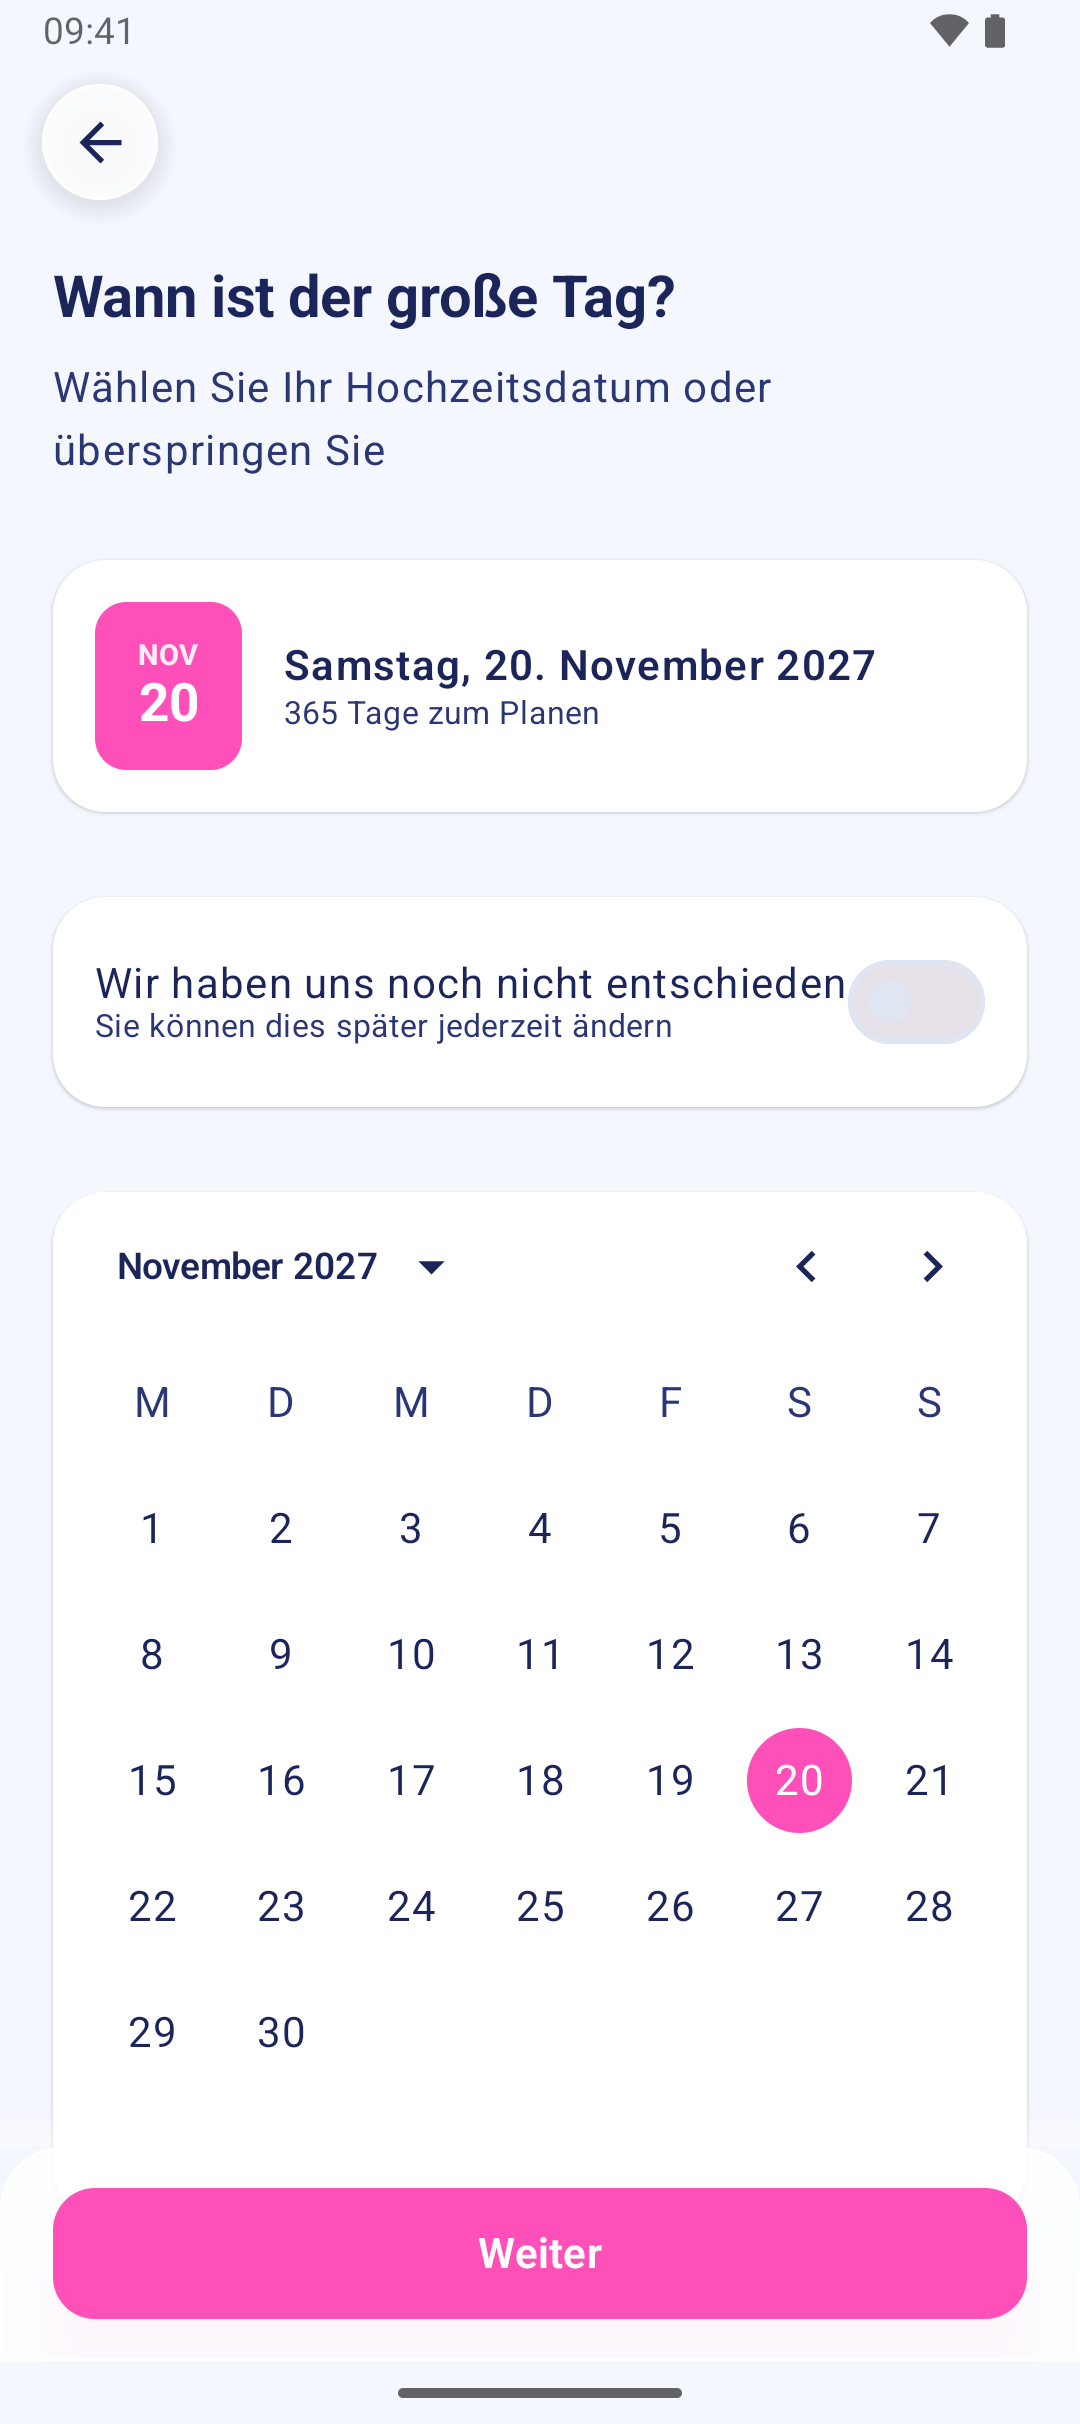 09:41
Wann ist der große Tag?
Wählen Sie Ihr Hochzeitsdatum oder
überspringen Sie
NOV
20
Samstag, 20. November 2027
365 Tage zum Planen
Wir haben uns noch nicht entschieden
Sie können dies später jederzeit ändern
November 2027
M D M D F S S
1 2 3 4 5 6 7
8 9 10 11 12 13 14
15 16 17 18 19 20 21
22 23 24 25 26 27 28
29 30
Weiter